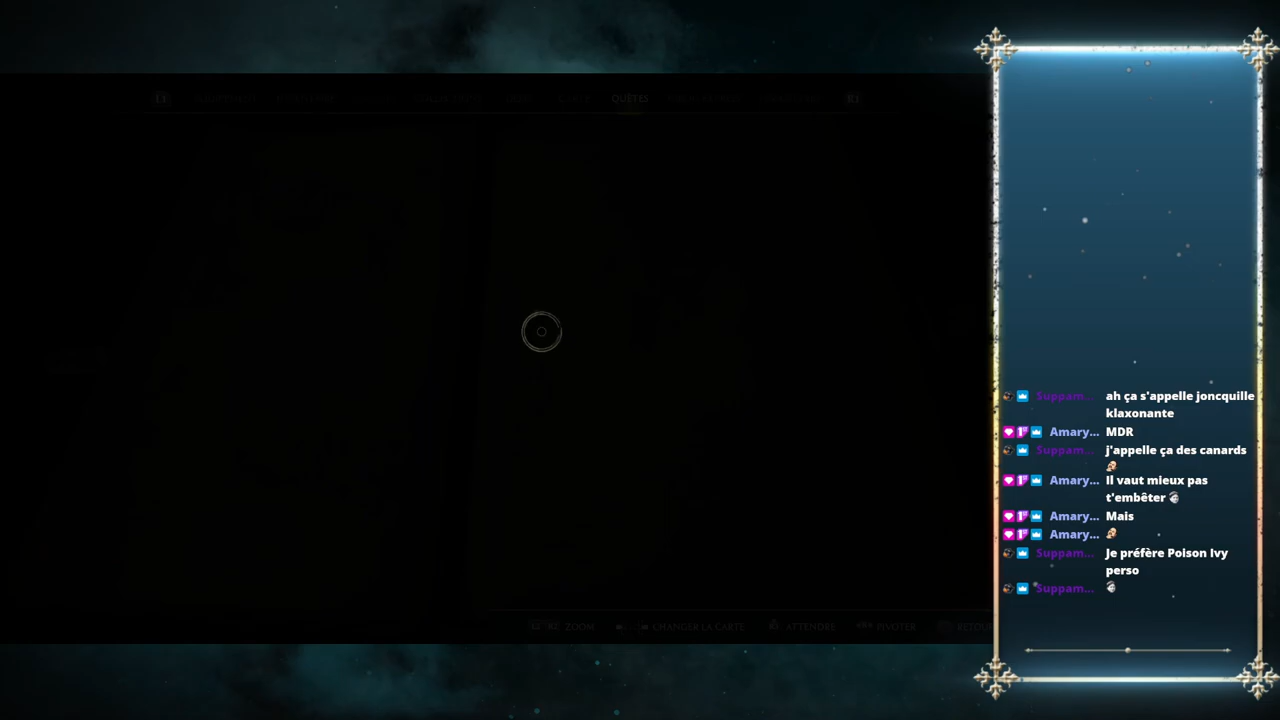 QUÊTES
ZOOM
CHANGER LA CARTE
ATTENDRE
PIVOTER
RETOUR
Suppam... ah ça s'appelle joncquille
klaxonante
Amary... MDR
Suppam... j'appelle ça des canards
Amary... Il vaut mieux pas
t'embêter
Amary... Mais
Amary...
Suppam... Je préfère Poison Ivy
perso
Suppam...